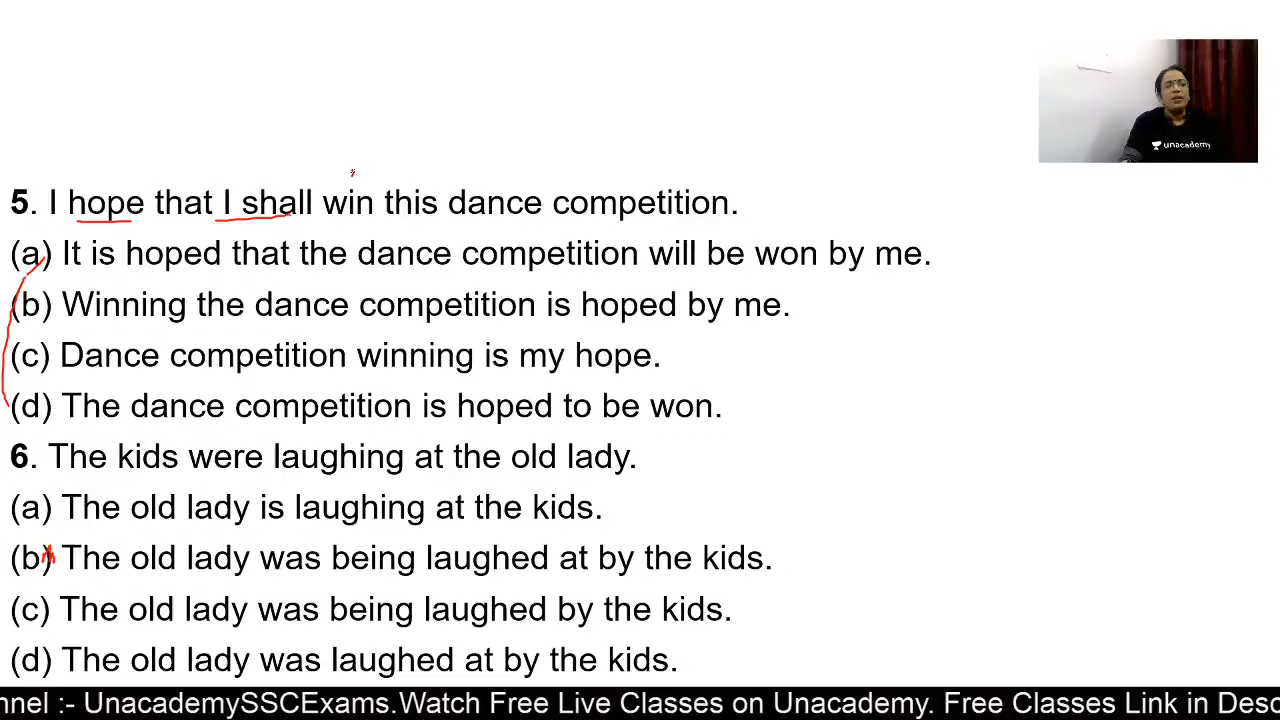 unacademy
5. I hope that I shall win this dance competition.
(a) It is hoped that the dance competition will be won by me.
(b) Winning the dance competition is hoped by me.
(c) Dance competition winning is my hope.
(d) The dance competition is hoped to be won.
6. The kids were laughing at the old lady.
(a) The old lady is laughing at the kids.
(b) The old lady was being laughed at by the kids.
(c) The old lady was being laughed by the kids.
(d) The old lady was laughed at by the kids.
nnel :- UnacademySSCExams.Watch Free Live Classes on Unacademy. Free Classes Link in Desc